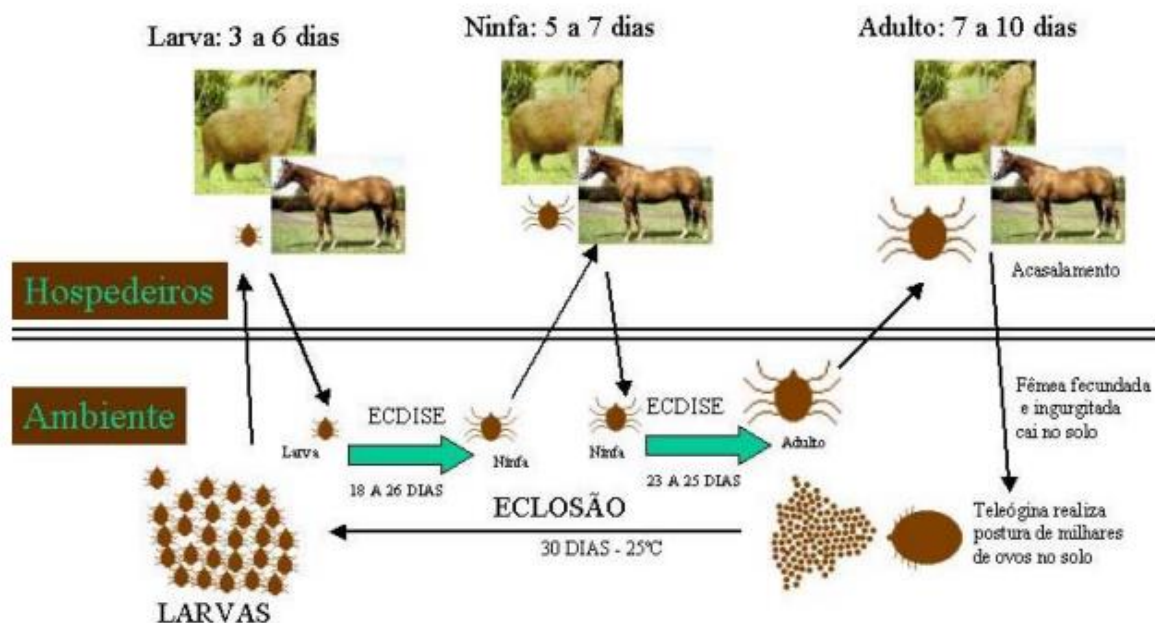 Larva: 3 a 6 dias
Ninfa: 5 a 7 dias
Adulto: 7 a 10 dias
Hospedeiros
Acasalamento
Ambiente
Larva
ECDISE
18 A 26 DIAS
Ninfa
Ninfa
ECDISE
23 A 25 DIAS
Adulto
Fêmea fecundada
e ingurgitada
cai no solo
ECLOSÃO
30 DIAS - 25ºC
Teleógina realiza
postura de milhares
de ovos no solo
LARVAS